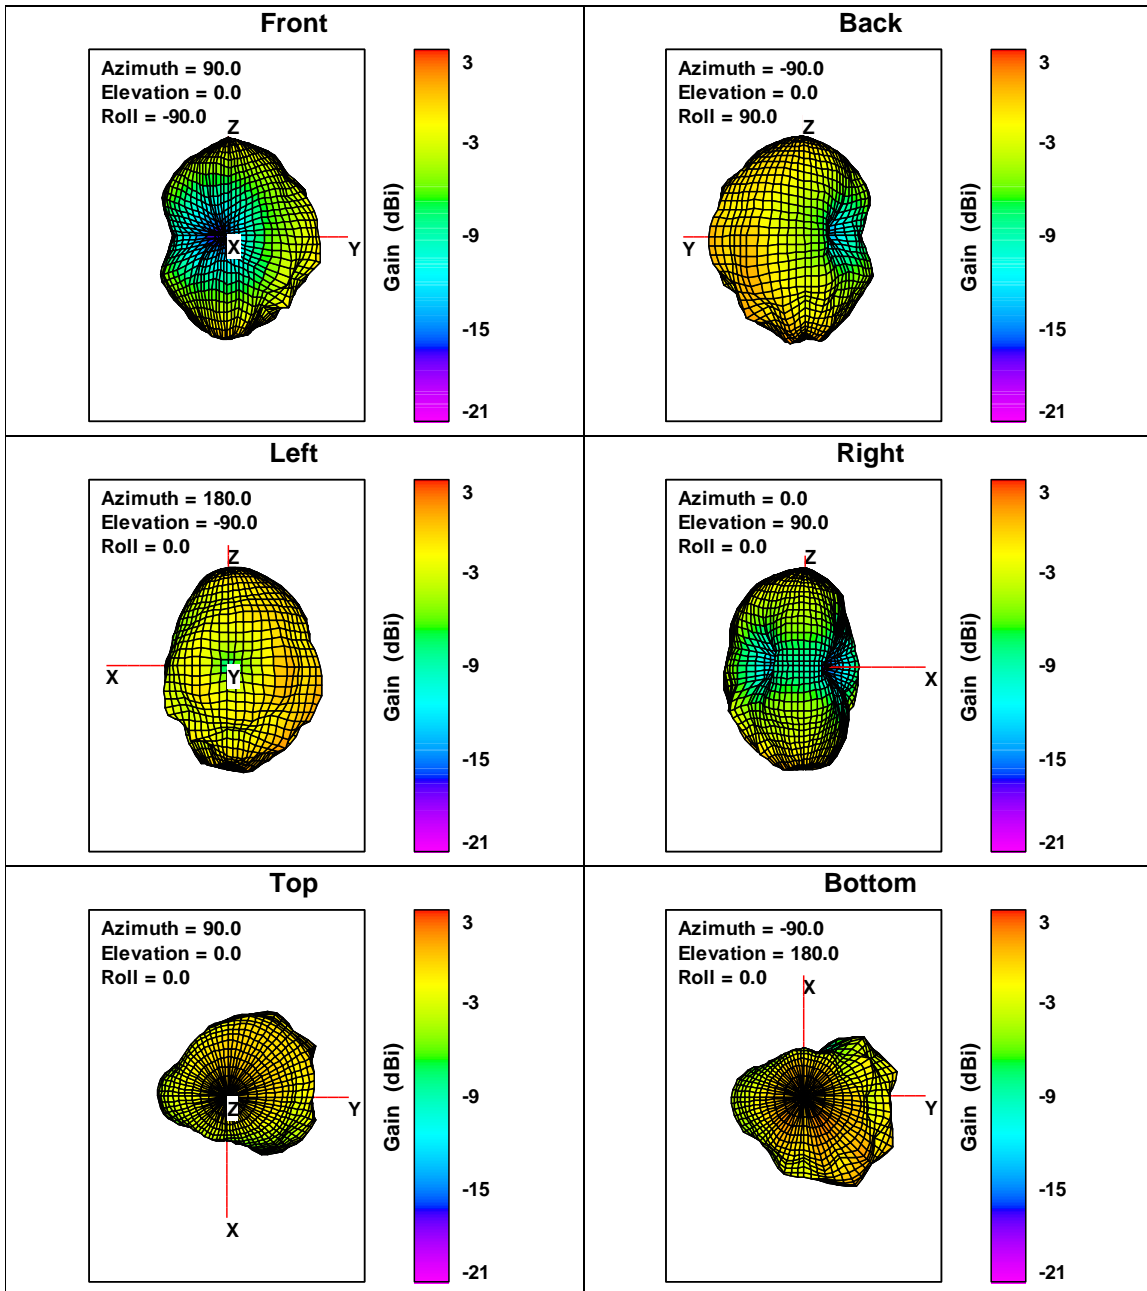 Front
Azimuth = 90.0
Elevation = 0.0
Roll = -90.0
Z
X
Y
3
-3
-9
-15
-21
Gain (dBi)
Back
Azimuth = -90.0
Elevation = 0.0
Roll = 90.0
Z
Y
3
-3
-9
-15
-21
Gain (dBi)
Left
Azimuth = 180.0
Elevation = -90.0
Roll = 0.0
Z
X
Y
3
-3
-9
-15
-21
Gain (dBi)
Right
Azimuth = 0.0
Elevation = 90.0
Roll = 0.0
Z
X
3
-3
-9
-15
-21
Gain (dBi)
Top
Azimuth = 90.0
Elevation = 0.0
Roll = 0.0
Z
Y
X
3
-3
-9
-15
-21
Gain (dBi)
Bottom
Azimuth = -90.0
Elevation = 180.0
Roll = 0.0
X
Y
3
-3
-9
-15
-21
Gain (dBi)